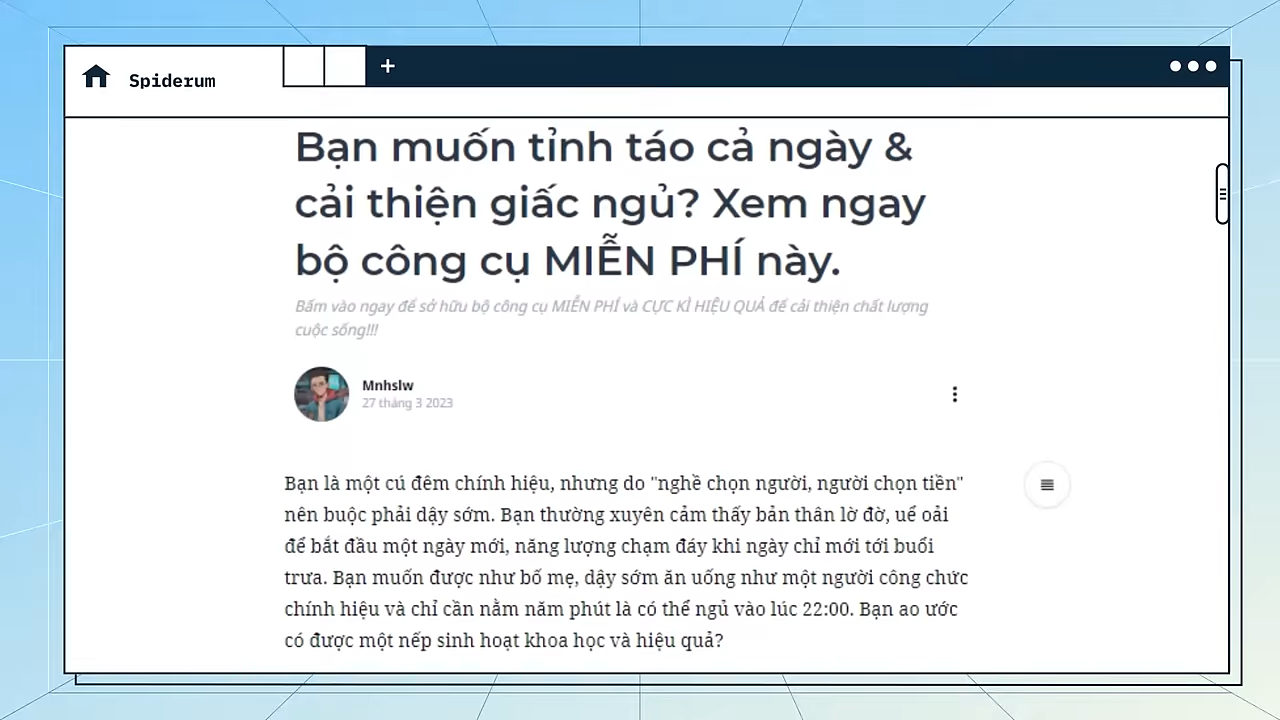 Spiderum
Bạn muốn tỉnh táo cả ngày &
cải thiện giấc ngủ? Xem ngay
bộ công cụ MIỄN PHÍ này.
Bấm vào ngay để sở hữu bộ công cụ MIỄN PHÍ và CỰC KÌ HIỆU QUẢ để cải thiện chất lượng
cuộc sống!!!
Mnhslw
27 tháng 3 2023
Bạn là một cú đêm chính hiệu, nhưng do "nghề chọn người, người chọn tiền"
nên buộc phải dậy sớm. Bạn thường xuyên cảm thấy bản thân lờ đờ, uể oải
để bắt đầu một ngày mới, năng lượng chạm đáy khi ngày chỉ mới tới buổi
trưa. Bạn muốn được như bố mẹ, dậy sớm ăn uống như một người công chức
chính hiệu và chỉ cần nằm năm phút là có thể ngủ vào lúc 22:00. Bạn ao ước
có được một nếp sinh hoạt khoa học và hiệu quả?